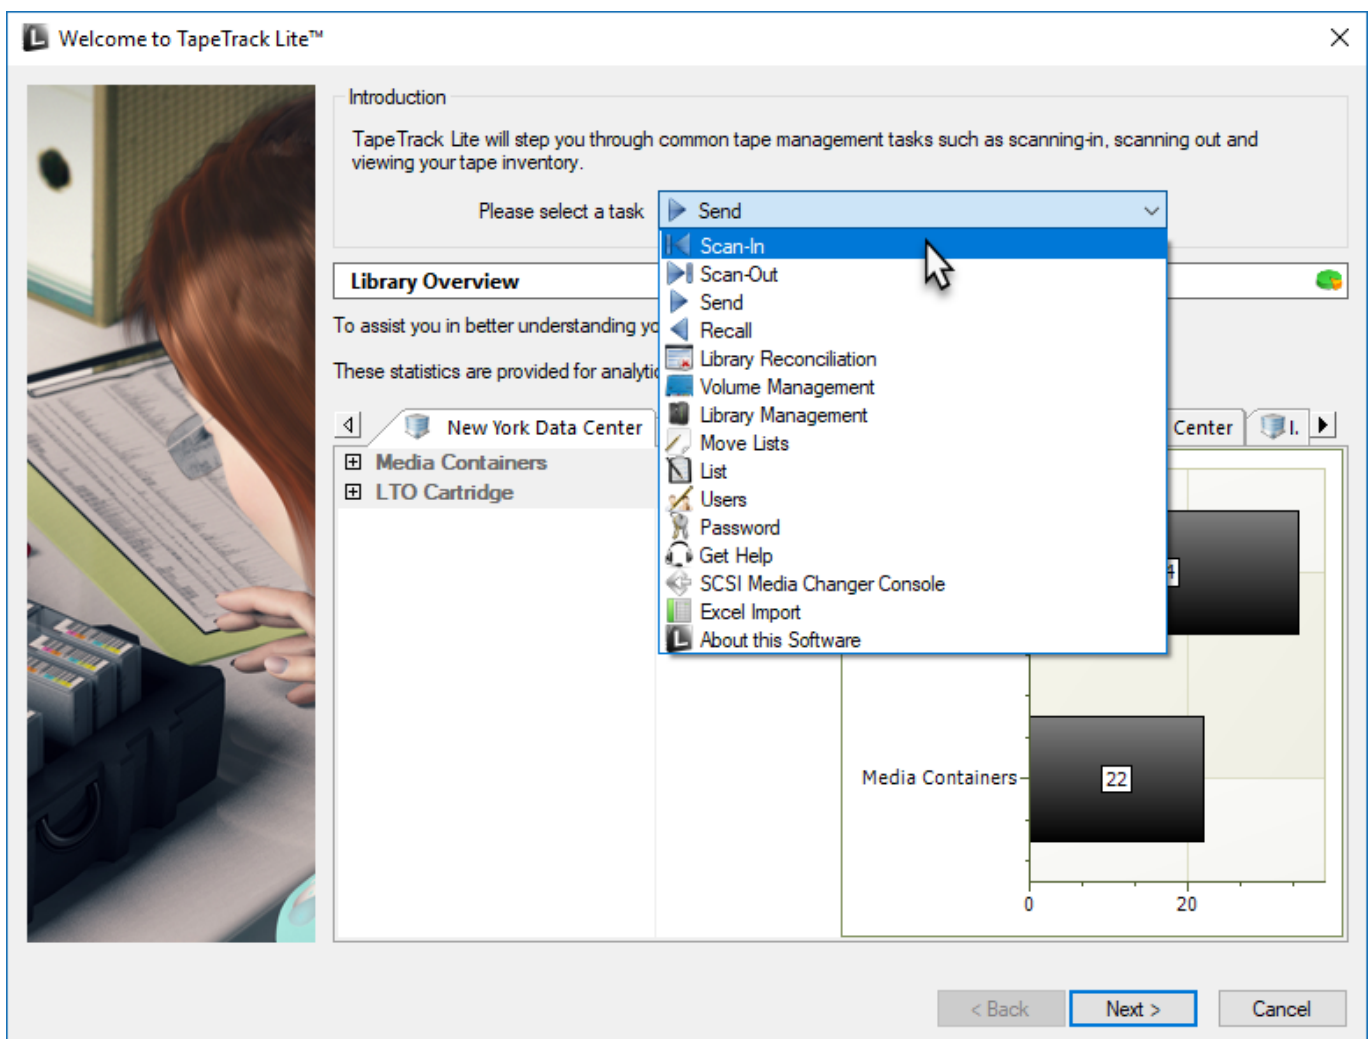 Welcome to TapeTrack Lite™
Introduction
TapeTrack Lite will step you through common tape management tasks such as scanning-in, scanning out and
viewing your tape inventory.
Please select a task
Send
Scan-In
Scan-Out
Send
Recall
Library Reconciliation
Volume Management
Library Management
Move Lists
List
Users
Password
Get Help
SCSI Media Changer Console
Excel Import
About this Software
Library Overview
To assist you in better understanding
These statistics are provided for
New York Data Center
Center
Media Containers
LTO Cartridge
Media Containers
22
0
20
< Back
Next >
Cancel